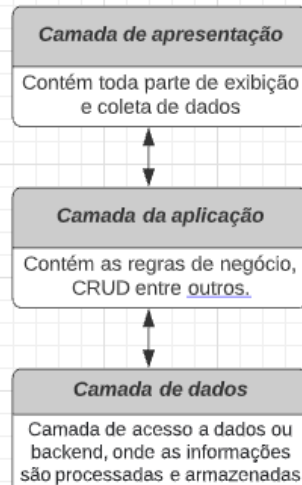 Camada de apresentação
Contém toda parte de exibição
e coleta de dados
Camada da aplicação
Contém as regras de negócio,
CRUD entre outros.
Camada de dados
Camada de acesso a dados ou
backend, onde as informações
são processadas e armazenadas